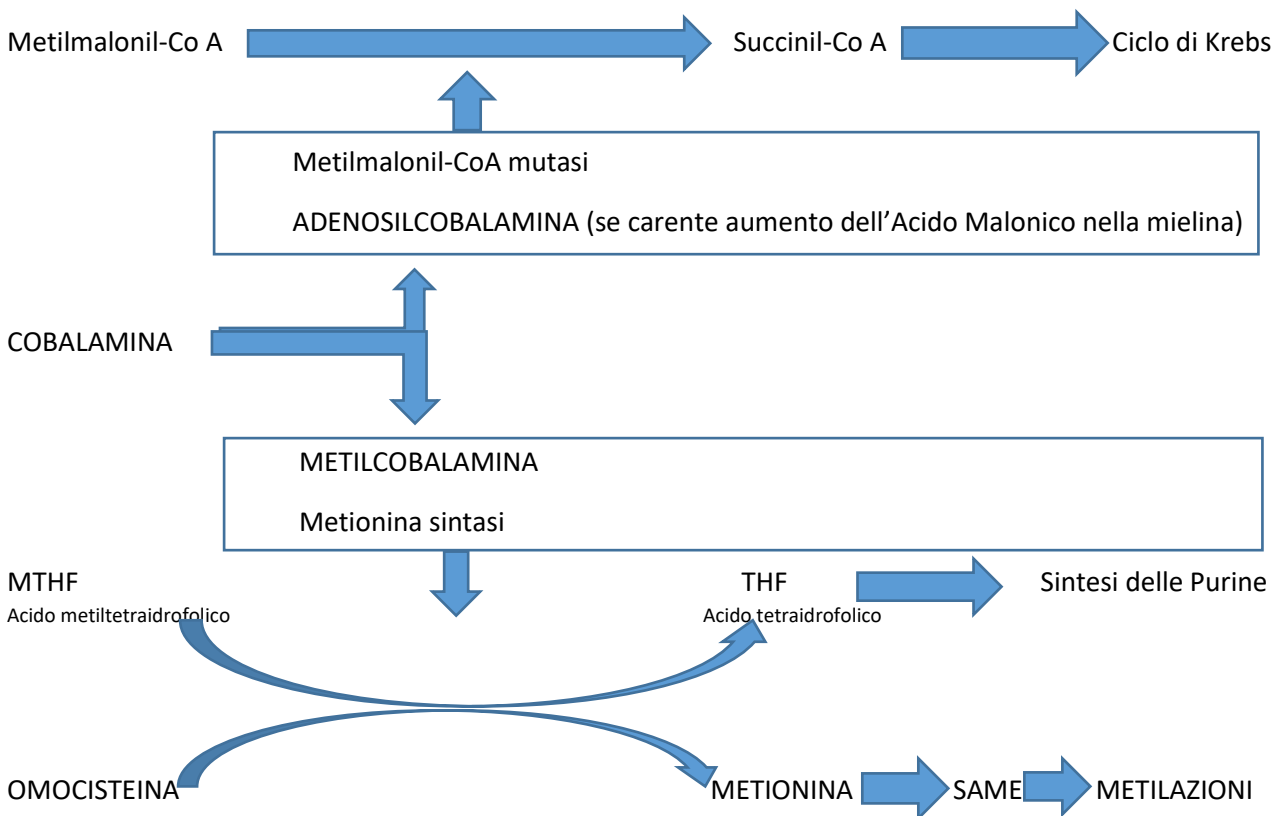 Metilmalonil-Co A Succinil-Co A Ciclo di Krebs
Metilmalonil-CoA mutasi
ADENOSILCOBALAMINA (se carente aumento dell’Acido Malonico nella mielina)
COBALAMINA
METILCOBALAMINA
Metionina sintasi
MTHF THF Sintesi delle Purine
Acido metiltetraidrofolico Acido tetraidrofolico
OMOCISTEINA METIONINA SAME METILAZIONI